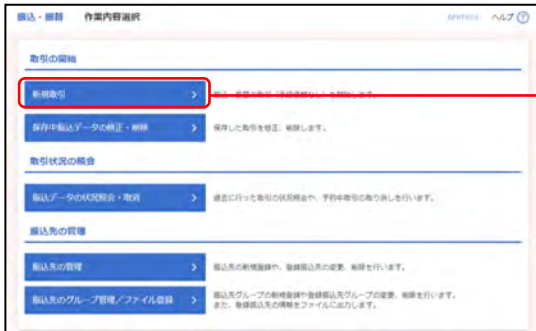 振込・振替 作業内容選択
ヘルプ ?
取引の開始
新規取引
保存中振込データの修正・削除 保存した取引を修正、削除します。
取引状況の照会
振込データの状況照会・取消 過去に行った取引の状況照会や、予約中取引の取り消しを行います。
振込先の管理
振込先の管理 振込先の新規登録や、登録振込先の変更、削除を行います。
振込先のグループ管理/ファイル登録 振込先グループの新規登録や登録振込先グループの変更、削除を行います。
また、登録振込先の情報をファイルに出力します。